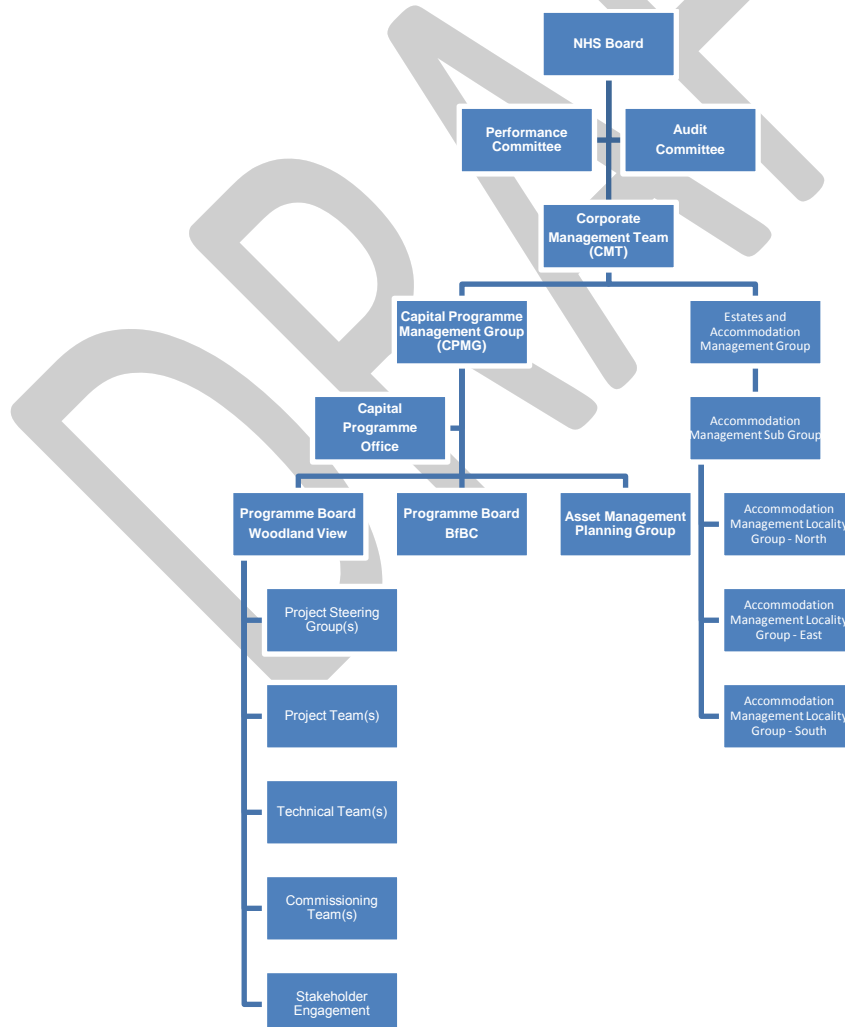 NHS Board
Performance
Committee
Audit
Committee
Corporate
Management Team
(CMT)
Capital Programme
Management Group
(CPMG)
Estates and
Accommodation
Management Group
Capital
Programme
Office
Accommodation
Management Sub Group
Programme Board
Woodland View
Programme Board
BfBC
Asset Management
Planning Group
Accommodation
Management Locality
Group - North
Project Steering
Group(s)
Accommodation
Management Locality
Group - East
Project Team(s)
Accommodation
Management Locality
Group - South
Technical Team(s)
Commissioning
Team(s)
Stakeholder
Engagement
DRAF